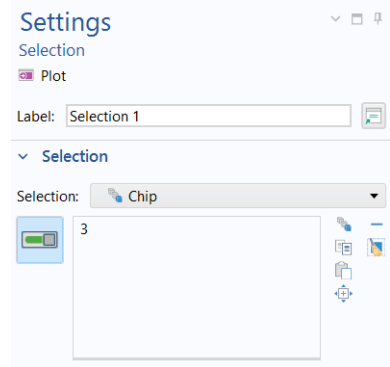 Settings
Selection
Plot
Label: Selection 1
Selection
Selection: Chip
3